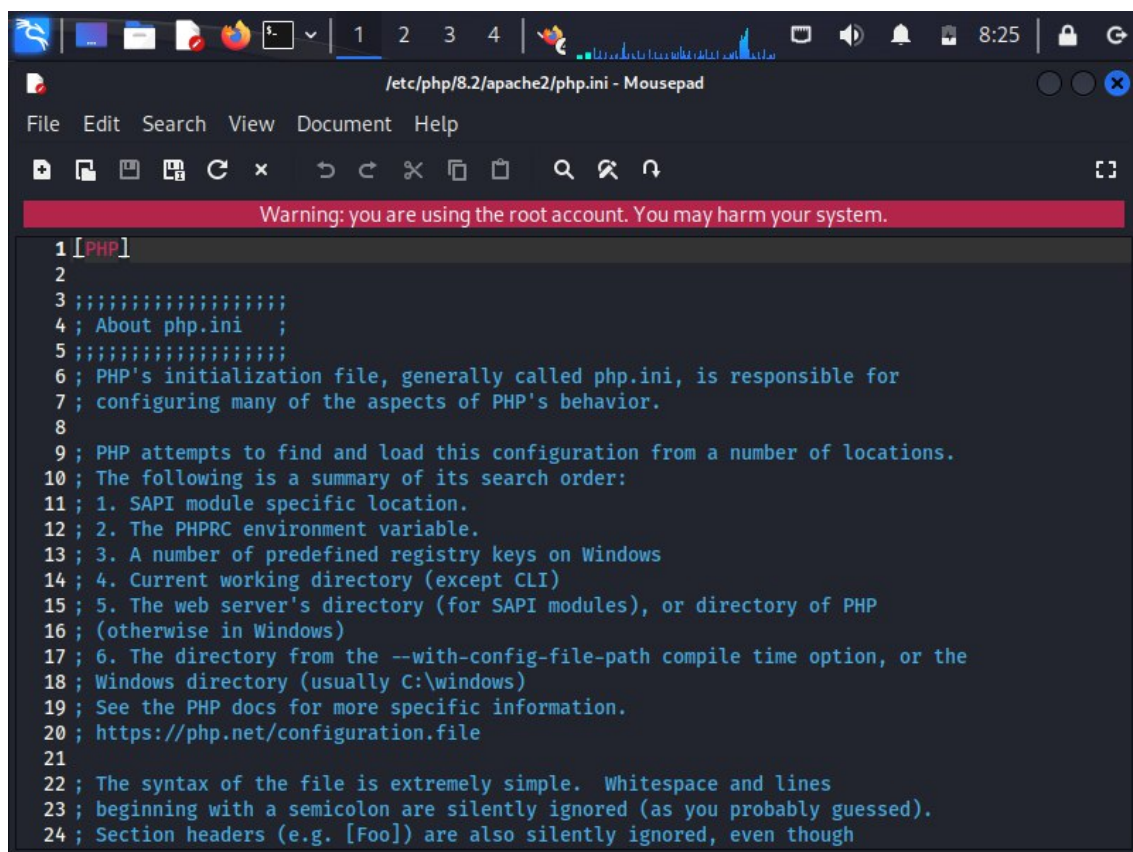 1 2 3 4 8:25
/etc/php/8.2/apache2/php.ini - Mousepad
File Edit Search View Document Help
Warning: you are using the root account. You may harm your system.
1 [PHP]
2
3 ;;;;;;;;;;;;;;;;;;;
4 ; About php.ini   ;
5 ;;;;;;;;;;;;;;;;;;;
6 ; PHP's initialization file, generally called php.ini, is responsible for
7 ; configuring many of the aspects of PHP's behavior.
8
9 ; PHP attempts to find and load this configuration from a number of locations.
10 ; The following is a summary of its search order:
11 ; 1. SAPI module specific location.
12 ; 2. The PHPRC environment variable.
13 ; 3. A number of predefined registry keys on Windows
14 ; 4. Current working directory (except CLI)
15 ; 5. The web server's directory (for SAPI modules), or directory of PHP
16 ; (otherwise in Windows)
17 ; 6. The directory from the --with-config-file-path compile time option, or the
18 ; Windows directory (usually C:\windows)
19 ; See the PHP docs for more specific information.
20 ; https://php.net/configuration.file
21
22 ; The syntax of the file is extremely simple.  Whitespace and lines
23 ; beginning with a semicolon are silently ignored (as you probably guessed).
24 ; Section headers (e.g. [Foo]) are also silently ignored, even though